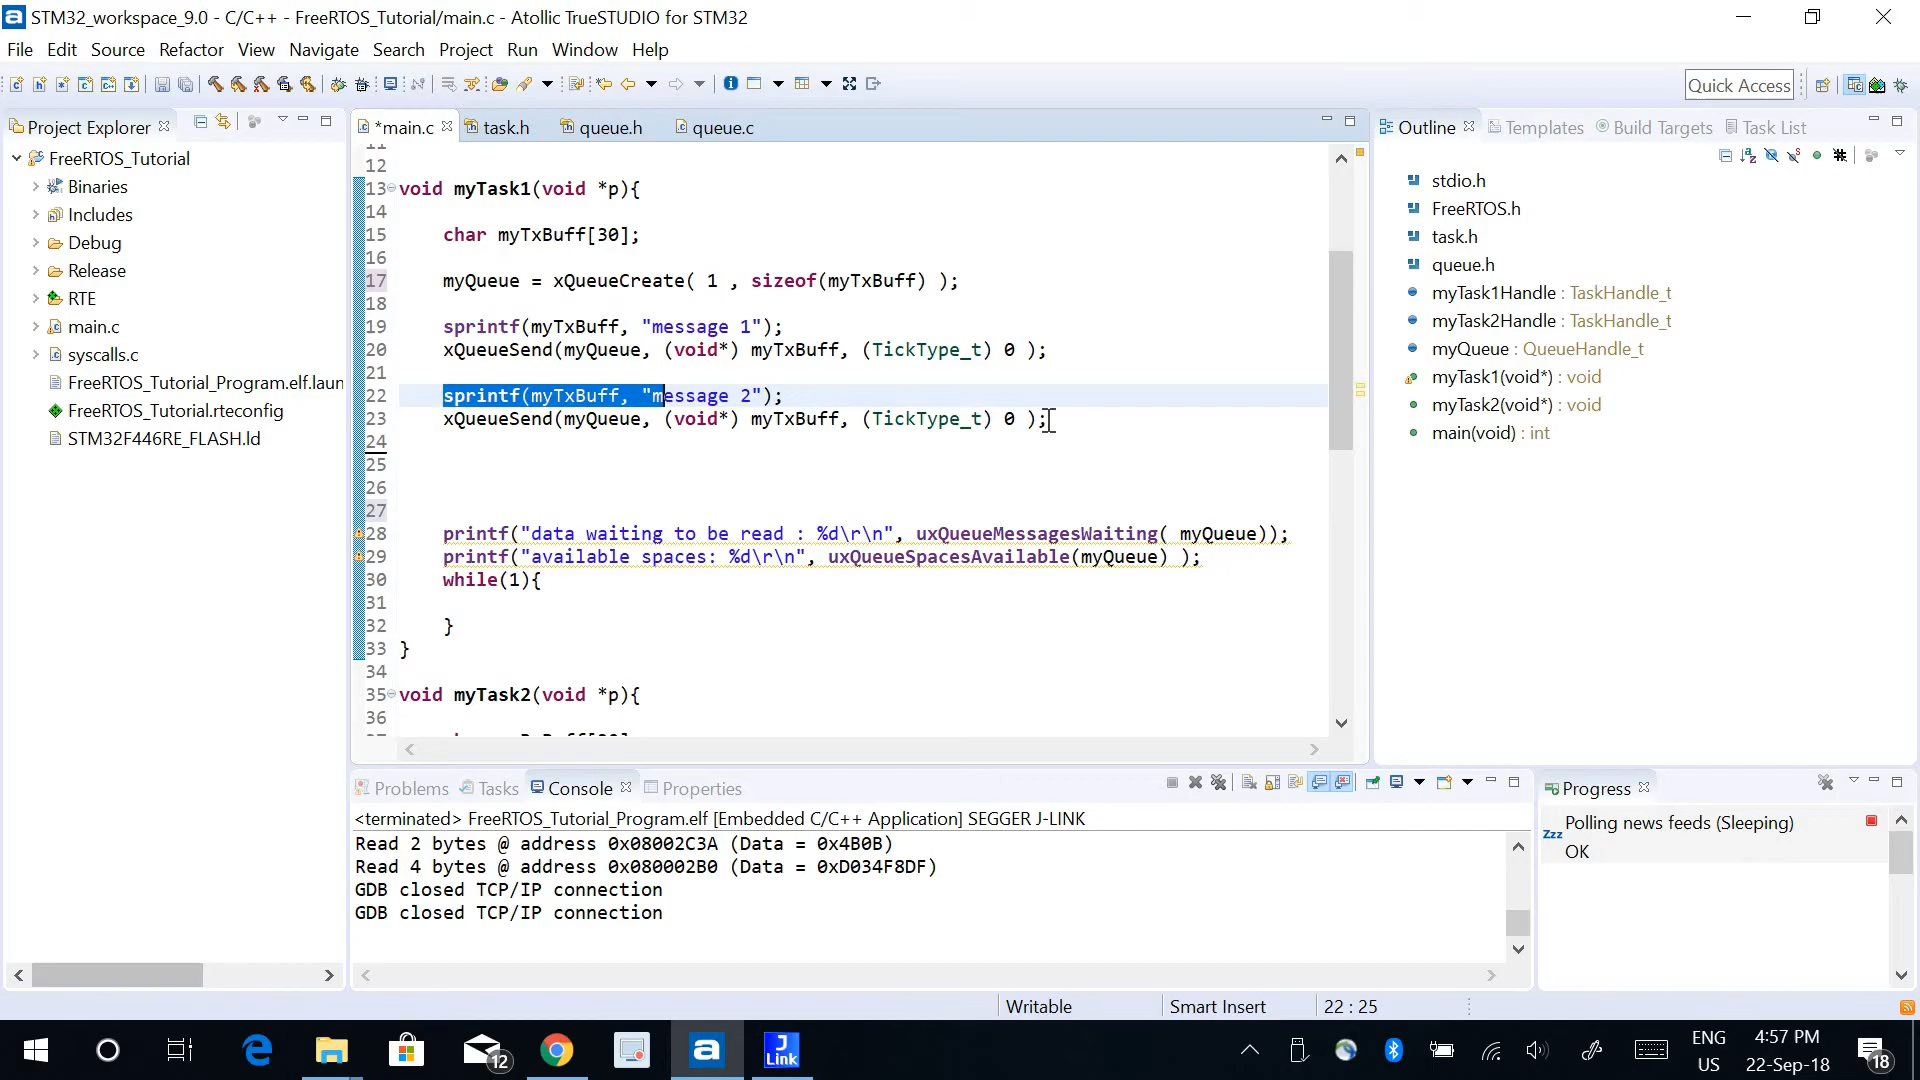 STM32_workspace_9.0 - C/C++ - FreeRTOS_Tutorial/main.c - Atollic TrueSTUDIO for STM32
File Edit Source Refactor View Navigate Search Project Run Window Help
Quick Access
Project Explorer
FreeRTOS_Tutorial
Binaries
Includes
Debug
Release
RTE
main.c
syscalls.c
FreeRTOS_Tutorial_Program.elf.laun
FreeRTOS_Tutorial.rteconfig
STM32F446RE_FLASH.ld
*main.c task.h queue.h queue.c
11
12
13 void myTask1(void *p){
14
15 char myTxBuff[30];
16
17 myQueue = xQueueCreate( 1 , sizeof(myTxBuff) );
18
19 sprintf(myTxBuff, "message 1");
20 xQueueSend(myQueue, (void*) myTxBuff, (TickType_t) 0 );
21
22 sprintf(myTxBuff, "message 2");
23 xQueueSend(myQueue, (void*) myTxBuff, (TickType_t) 0 );
24
25
26
27
28 printf("data waiting to be read : %d\r\n", uxQueueMessagesWaiting( myQueue));
29 printf("available spaces: %d\r\n", uxQueueSpacesAvailable(myQueue) );
30 while(1){
31
32 }
33 }
34
35 void myTask2(void *p){
36
Outline Templates Build Targets Task List
stdio.h
FreeRTOS.h
task.h
queue.h
myTask1Handle : TaskHandle_t
myTask2Handle : TaskHandle_t
myQueue : QueueHandle_t
myTask1(void*) : void
myTask2(void*) : void
main(void) : int
Problems Tasks Console Properties
<terminated> FreeRTOS_Tutorial_Program.elf [Embedded C/C++ Application] SEGGER J-LINK
Read 2 bytes @ address 0x08002C3A (Data = 0x4B0B)
Read 4 bytes @ address 0x080002B0 (Data = 0xD034F8DF)
GDB closed TCP/IP connection
GDB closed TCP/IP connection
Progress
Polling news feeds (Sleeping)
OK
Writable Smart Insert 22 : 25
12
J Link
ENG
US
4:57 PM
22-Sep-18
18